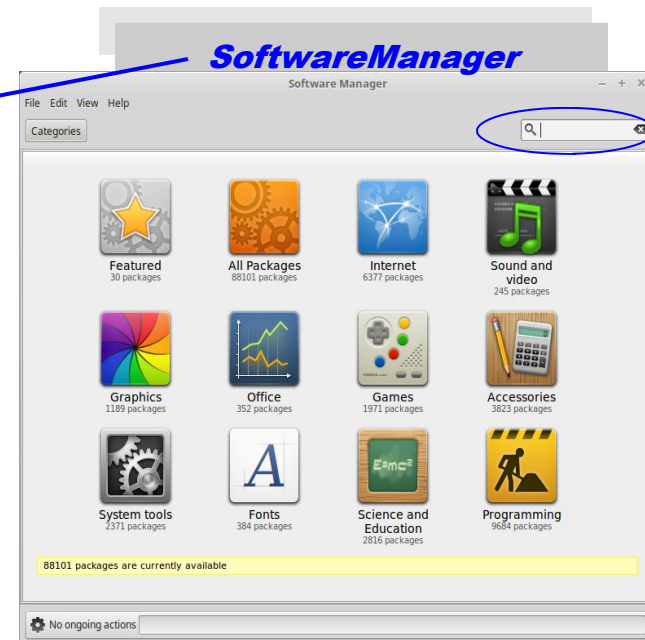 SoftwareManager
Software Manager
File Edit View Help
Categories
Featured
30 packages
All Packages
88101 packages
Internet
6377 packages
Sound and
video
245 packages
Graphics
1189 packages
Office
352 packages
Games
1971 packages
Accessories
3823 packages
System tools
2371 packages
Fonts
384 packages
E=mc²
Science and
Education
2816 packages
Programming
9684 packages
88101 packages are currently available
No ongoing actions